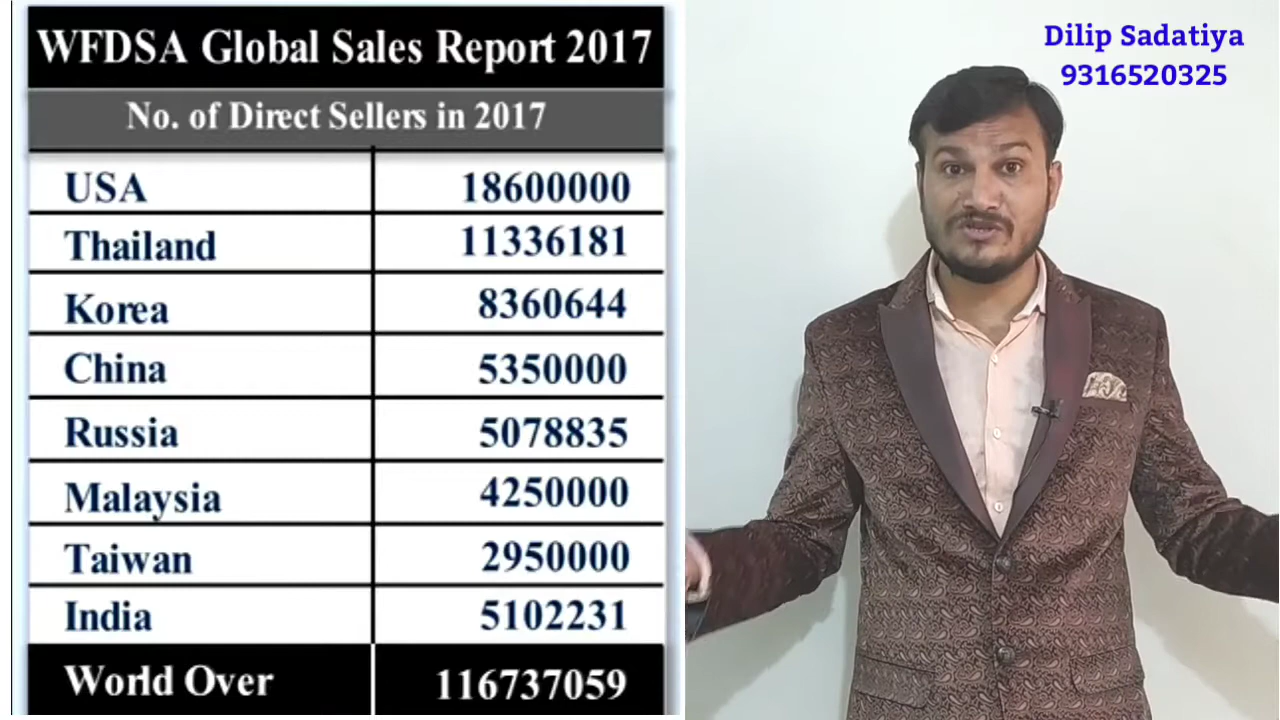 WFDSA Global Sales Report 2017
No. of Direct Sellers in 2017
USA 18600000
Thailand 11336181
Korea 8360644
China 5350000
Russia 5078835
Malaysia 4250000
Taiwan 2950000
India 5102231
World Over 116737059
Dilip Sadatiya
9316520325